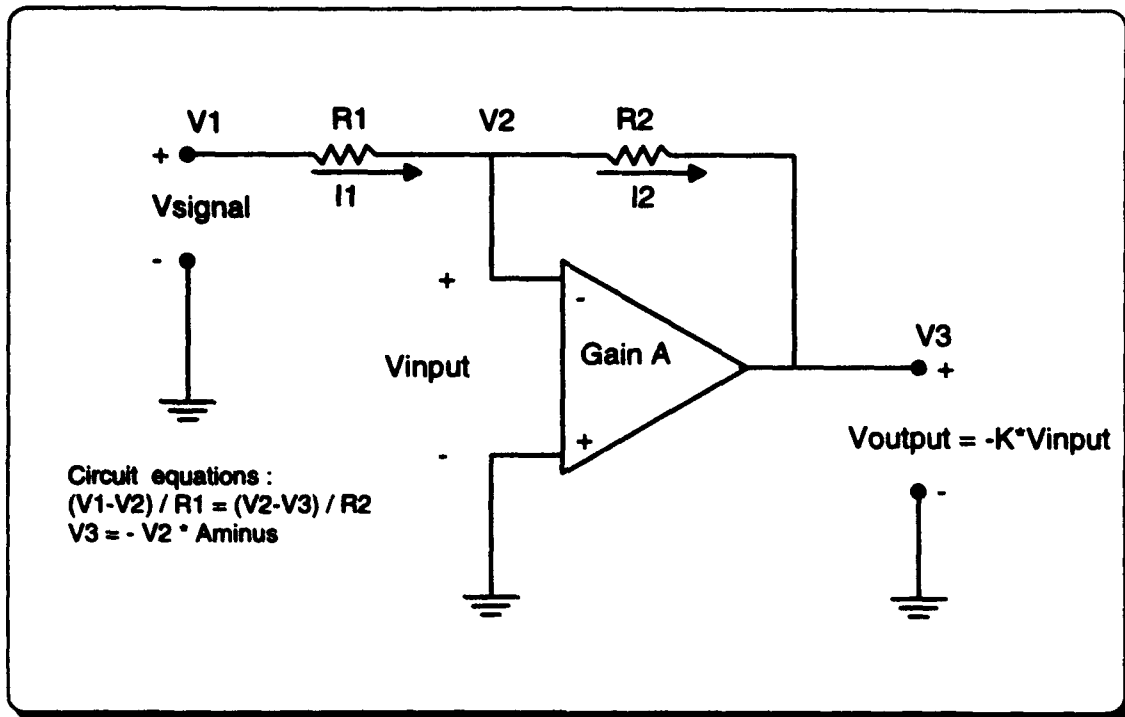 V1 R1 V2 R2
+
I1 I2
Vsignal
-
+
-
Vinput
Gain A
V3
+
+
-
Voutput = -K*Vinput
-
Circuit equations :
(V1-V2) / R1 = (V2-V3) / R2
V3 = - V2 * Aminus